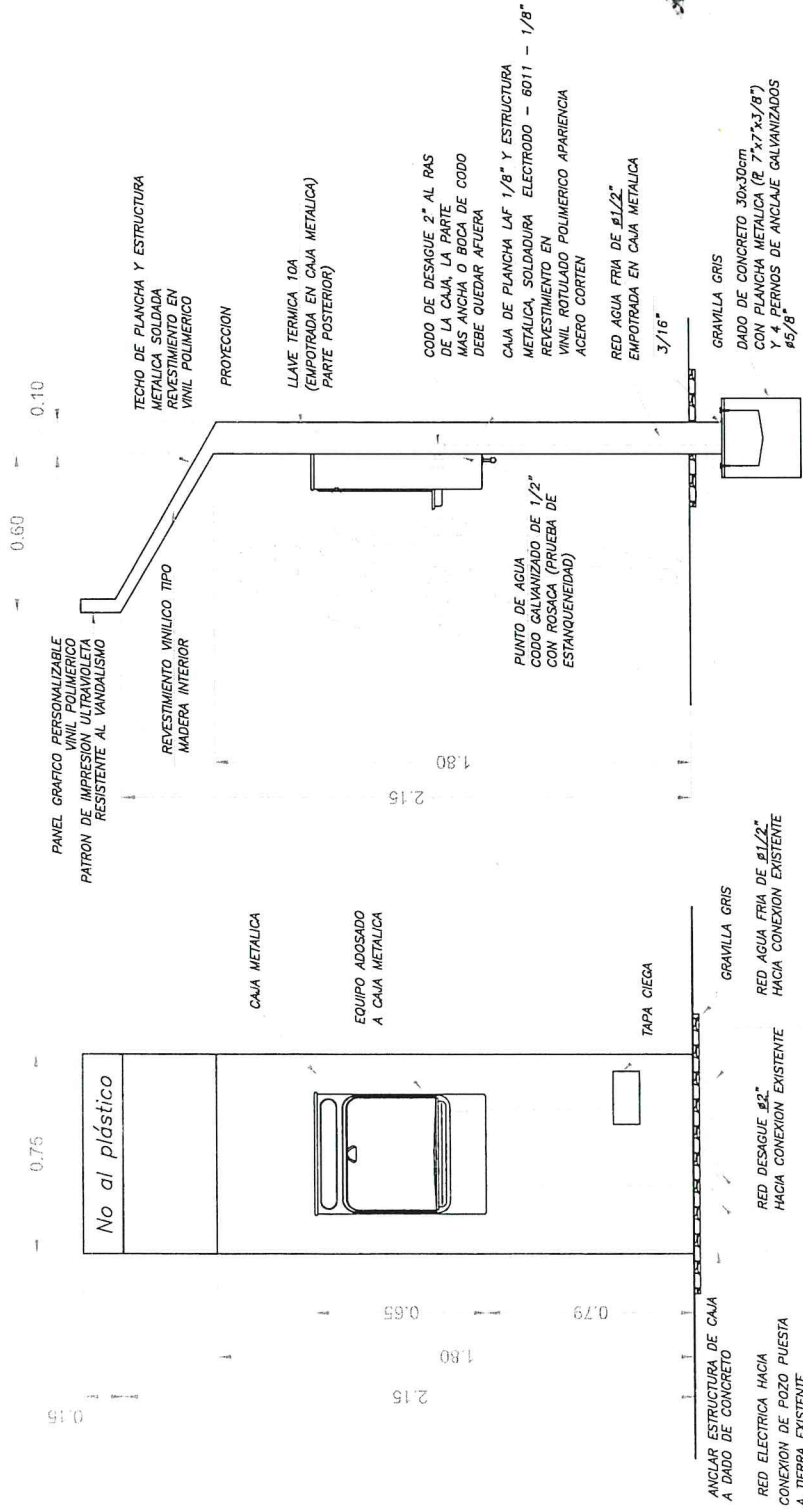 PANEL GRAFICO PERSONALIZABLE
VINIL POLIMERICO
PATRON DE IMPRESION ULTRAVIOLETA
RESISTENTE AL VANDALISMO
REVESTIMIENTO VINILICO TIPO
MADERA INTERIOR
0.60
0.10
TECHO DE PLANCHA Y ESTRUCTURA
METALICA SOLDADA
REVESTIMIENTO EN
VINIL POLIMERICO
PROYECCION
LLAVE TERMICA 10A
(EMPOTRADA EN CAJA METALICA)
PARTE POSTERIOR)
CODO DE DESAGUE 2" AL RAS
DE LA CAJA, LA PARTE
MAS ANCHA O BOCA DE CODO
DEBE QUEDAR AFUERA
CAJA DE PLANCHA LAF 1/8" Y ESTRUCTURA
METÁLICA, SOLDADURA ELECTRODO - 6011 - 1/8"
REVESTIMIENTO EN
VINIL ROTULADO POLIMERICO APARIENCIA
ACERO CORTEN
RED AGUA FRIA DE ø1/2"
EMPOTRADA EN CAJA METALICA
3/16"
GRAVILLA GRIS
DADO DE CONCRETO 30x30cm
CON PLANCHA METALICA (PL 7"x7"x3/8")
Y 4 PERNOS DE ANCLAJE GALVANIZADOS
ø5/8"
PUNTO DE AGUA
CODO GALVANIZADO DE 1/2"
CON ROSACA (PRUEBA DE
ESTANQUENEIDAD)
1.80
2.15
0.75
No al plástico
CAJA METALICA
EQUIPO ADOSADO
A CAJA METALICA
TAPA CIEGA
GRAVILLA GRIS
0.15
0.65
0.79
1.80
2.15
ANCLAR ESTRUCTURA DE CAJA
A DADO DE CONCRETO
RED ELECTRICA HACIA
CONEXION DE POZO PUESTA
A TIERRA EXISTENTE
RED DESAGUE ø2"
HACIA CONEXION EXISTENTE
RED AGUA FRIA DE ø1/2"
HACIA CONEXION EXISTENTE